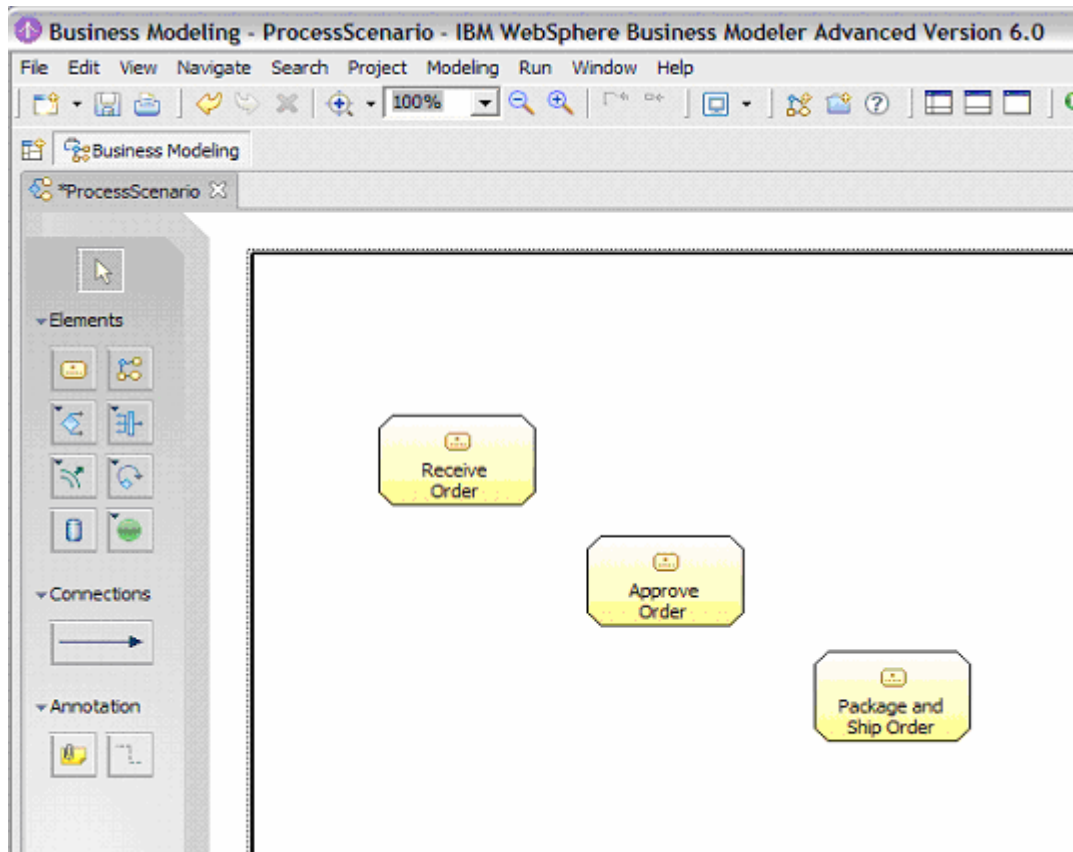 Business Modeling - ProcessScenario - IBM WebSphere Business Modeler Advanced Version 6.0
File Edit View Navigate Search Project Modeling Run Window Help
100%
Business Modeling
*ProcessScenario
Elements
Receive
Order
Approve
Order
Connections
Package and
Ship Order
Annotation